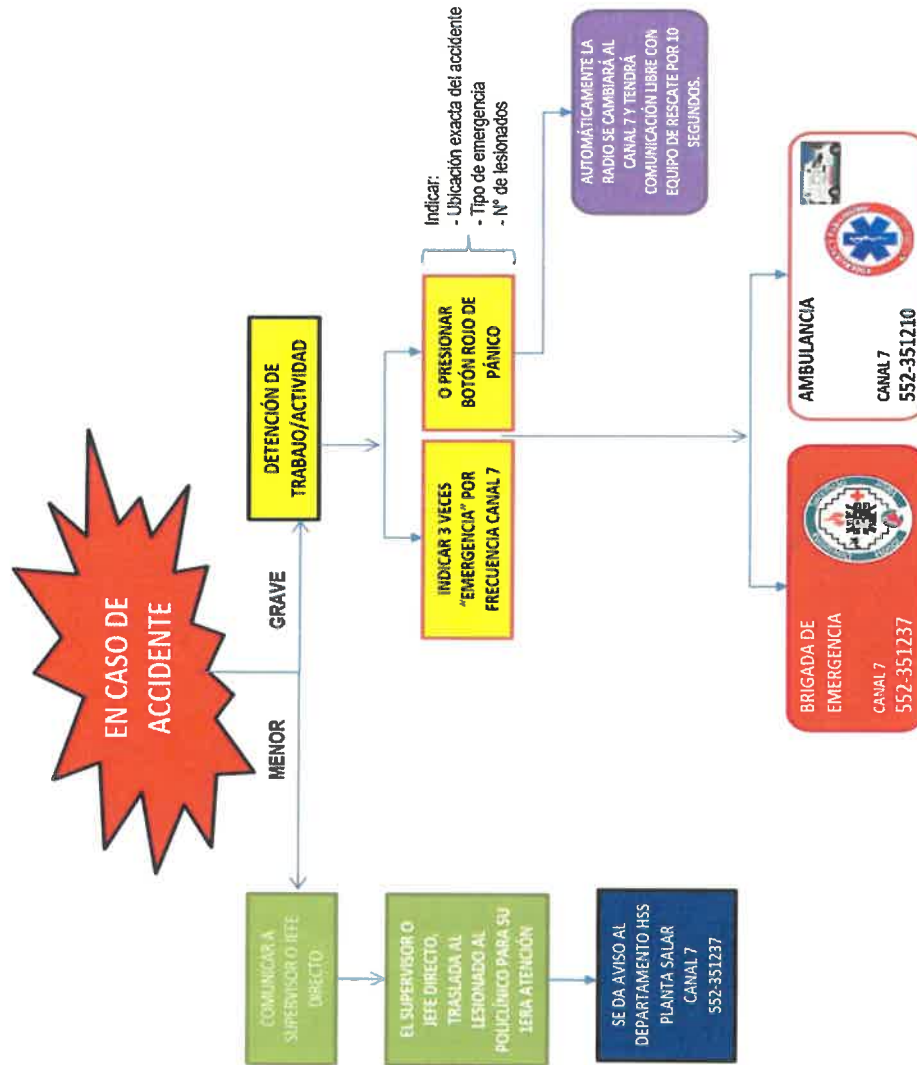 EN CASO DE
ACCIDENTE
MENOR
GRAVE
COMUNICAR A
SUPERVISOR O JEFE
DIRECTO
EL SUPERVISOR O
JEFE DIRECTO,
TRASLADA AL
LESIONADO AL
POLICLÍNICO PARA SU
1ERA ATENCIÓN
SE DA AVISO AL
DEPARTAMENTO HSS
PLANTA SALAR
CANAL 7
552-351237
DETENCIÓN DE
TRABAJO/ACTIVIDAD
INDICAR 3 VECES
"EMERGENCIA" POR
FRECUENCIA CANAL 7
O PRESIONAR
BOTÓN ROJO DE
PÁNICO
Indicar:
- Ubicación exacta del accidente
- Tipo de emergencia
- N° de lesionados
AUTOMÁTICAMENTE LA
RADIO SE CAMBIARÁ AL
CANAL 7 Y TENDRÁ
COMUNICACIÓN LIBRE CON
EQUIPO DE RESCATE POR 10
SEGUNDOS.
BRIGADA DE
EMERGENCIA
CANAL 7
552-351237
AMBULANCIA
CANAL 7
552-351210